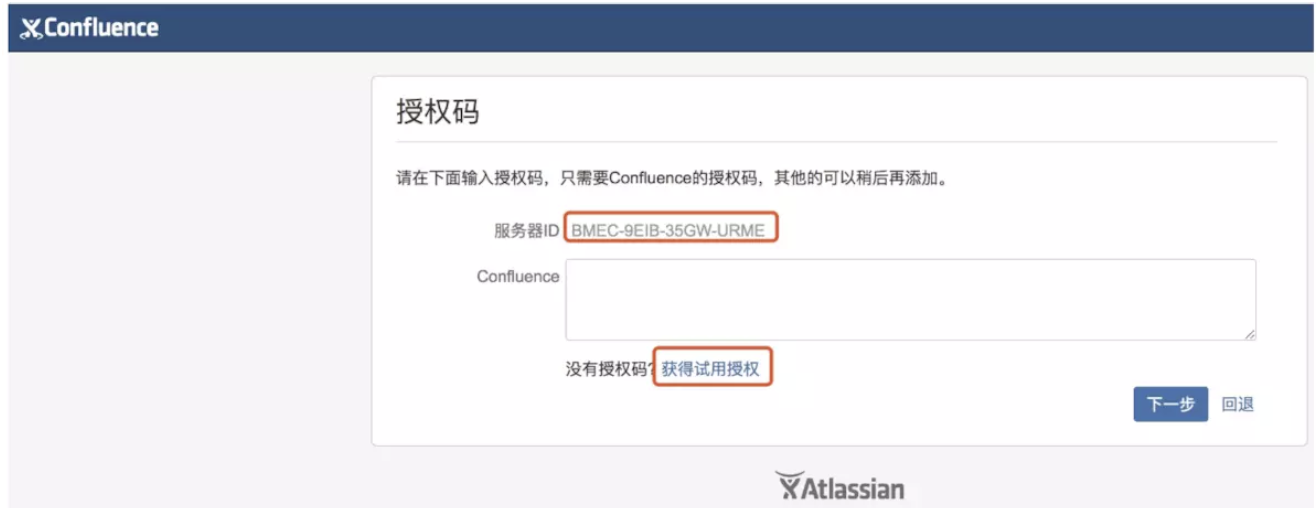 Confluence
授权码
请在下面输入授权码，只需要Confluence的授权码，其他的可以稍后再添加。
服务器ID BMEC-9EIB-35GW-URME
Confluence
没有授权码? 获得试用授权
下一步 回退
Atlassian